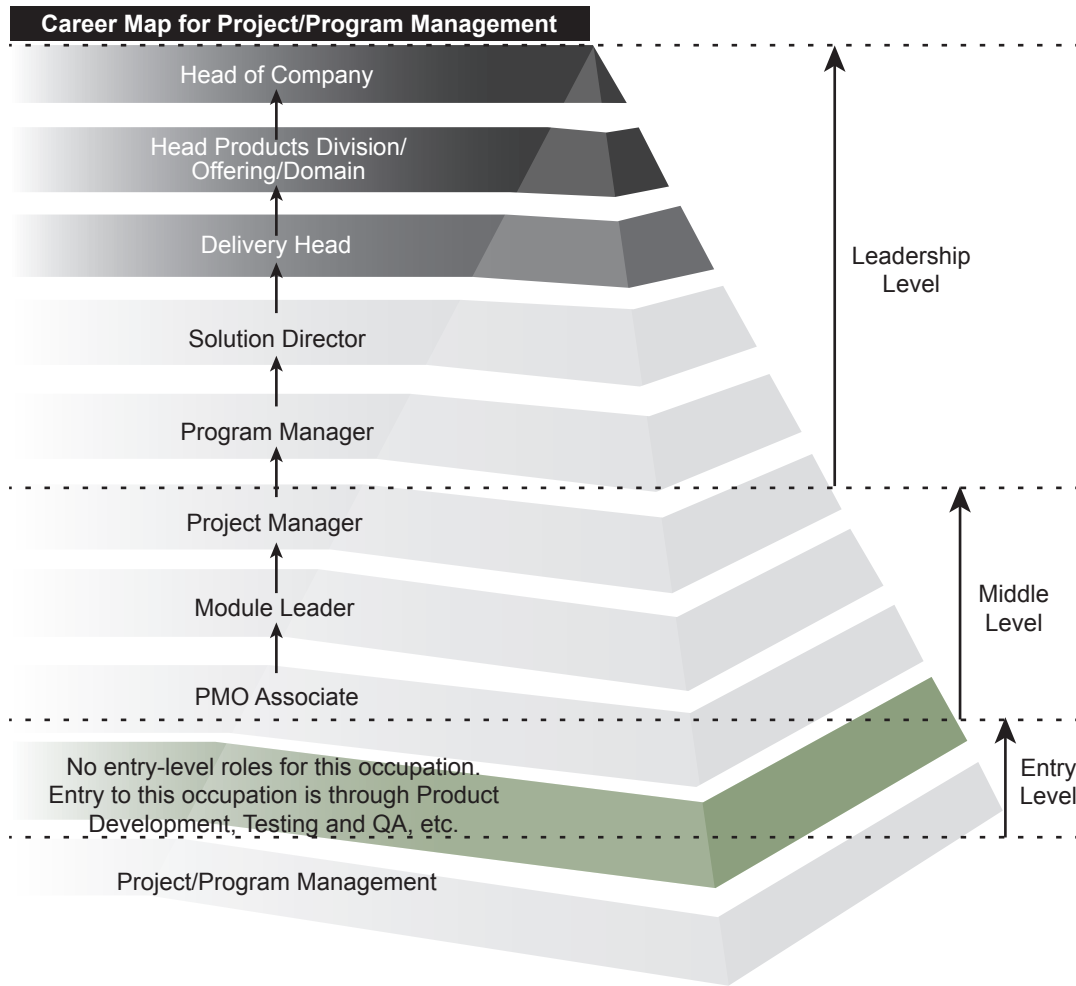 Career Map for Project/Program Management
Head of Company
Head Products Division/
Offering/Domain
Delivery Head
Leadership
Level
Solution Director
Program Manager
Project Manager
Module Leader
Middle
Level
PMO Associate
No entry-level roles for this occupation.
Entry to this occupation is through Product
Development, Testing and QA, etc.
Entry
Level
Project/Program Management